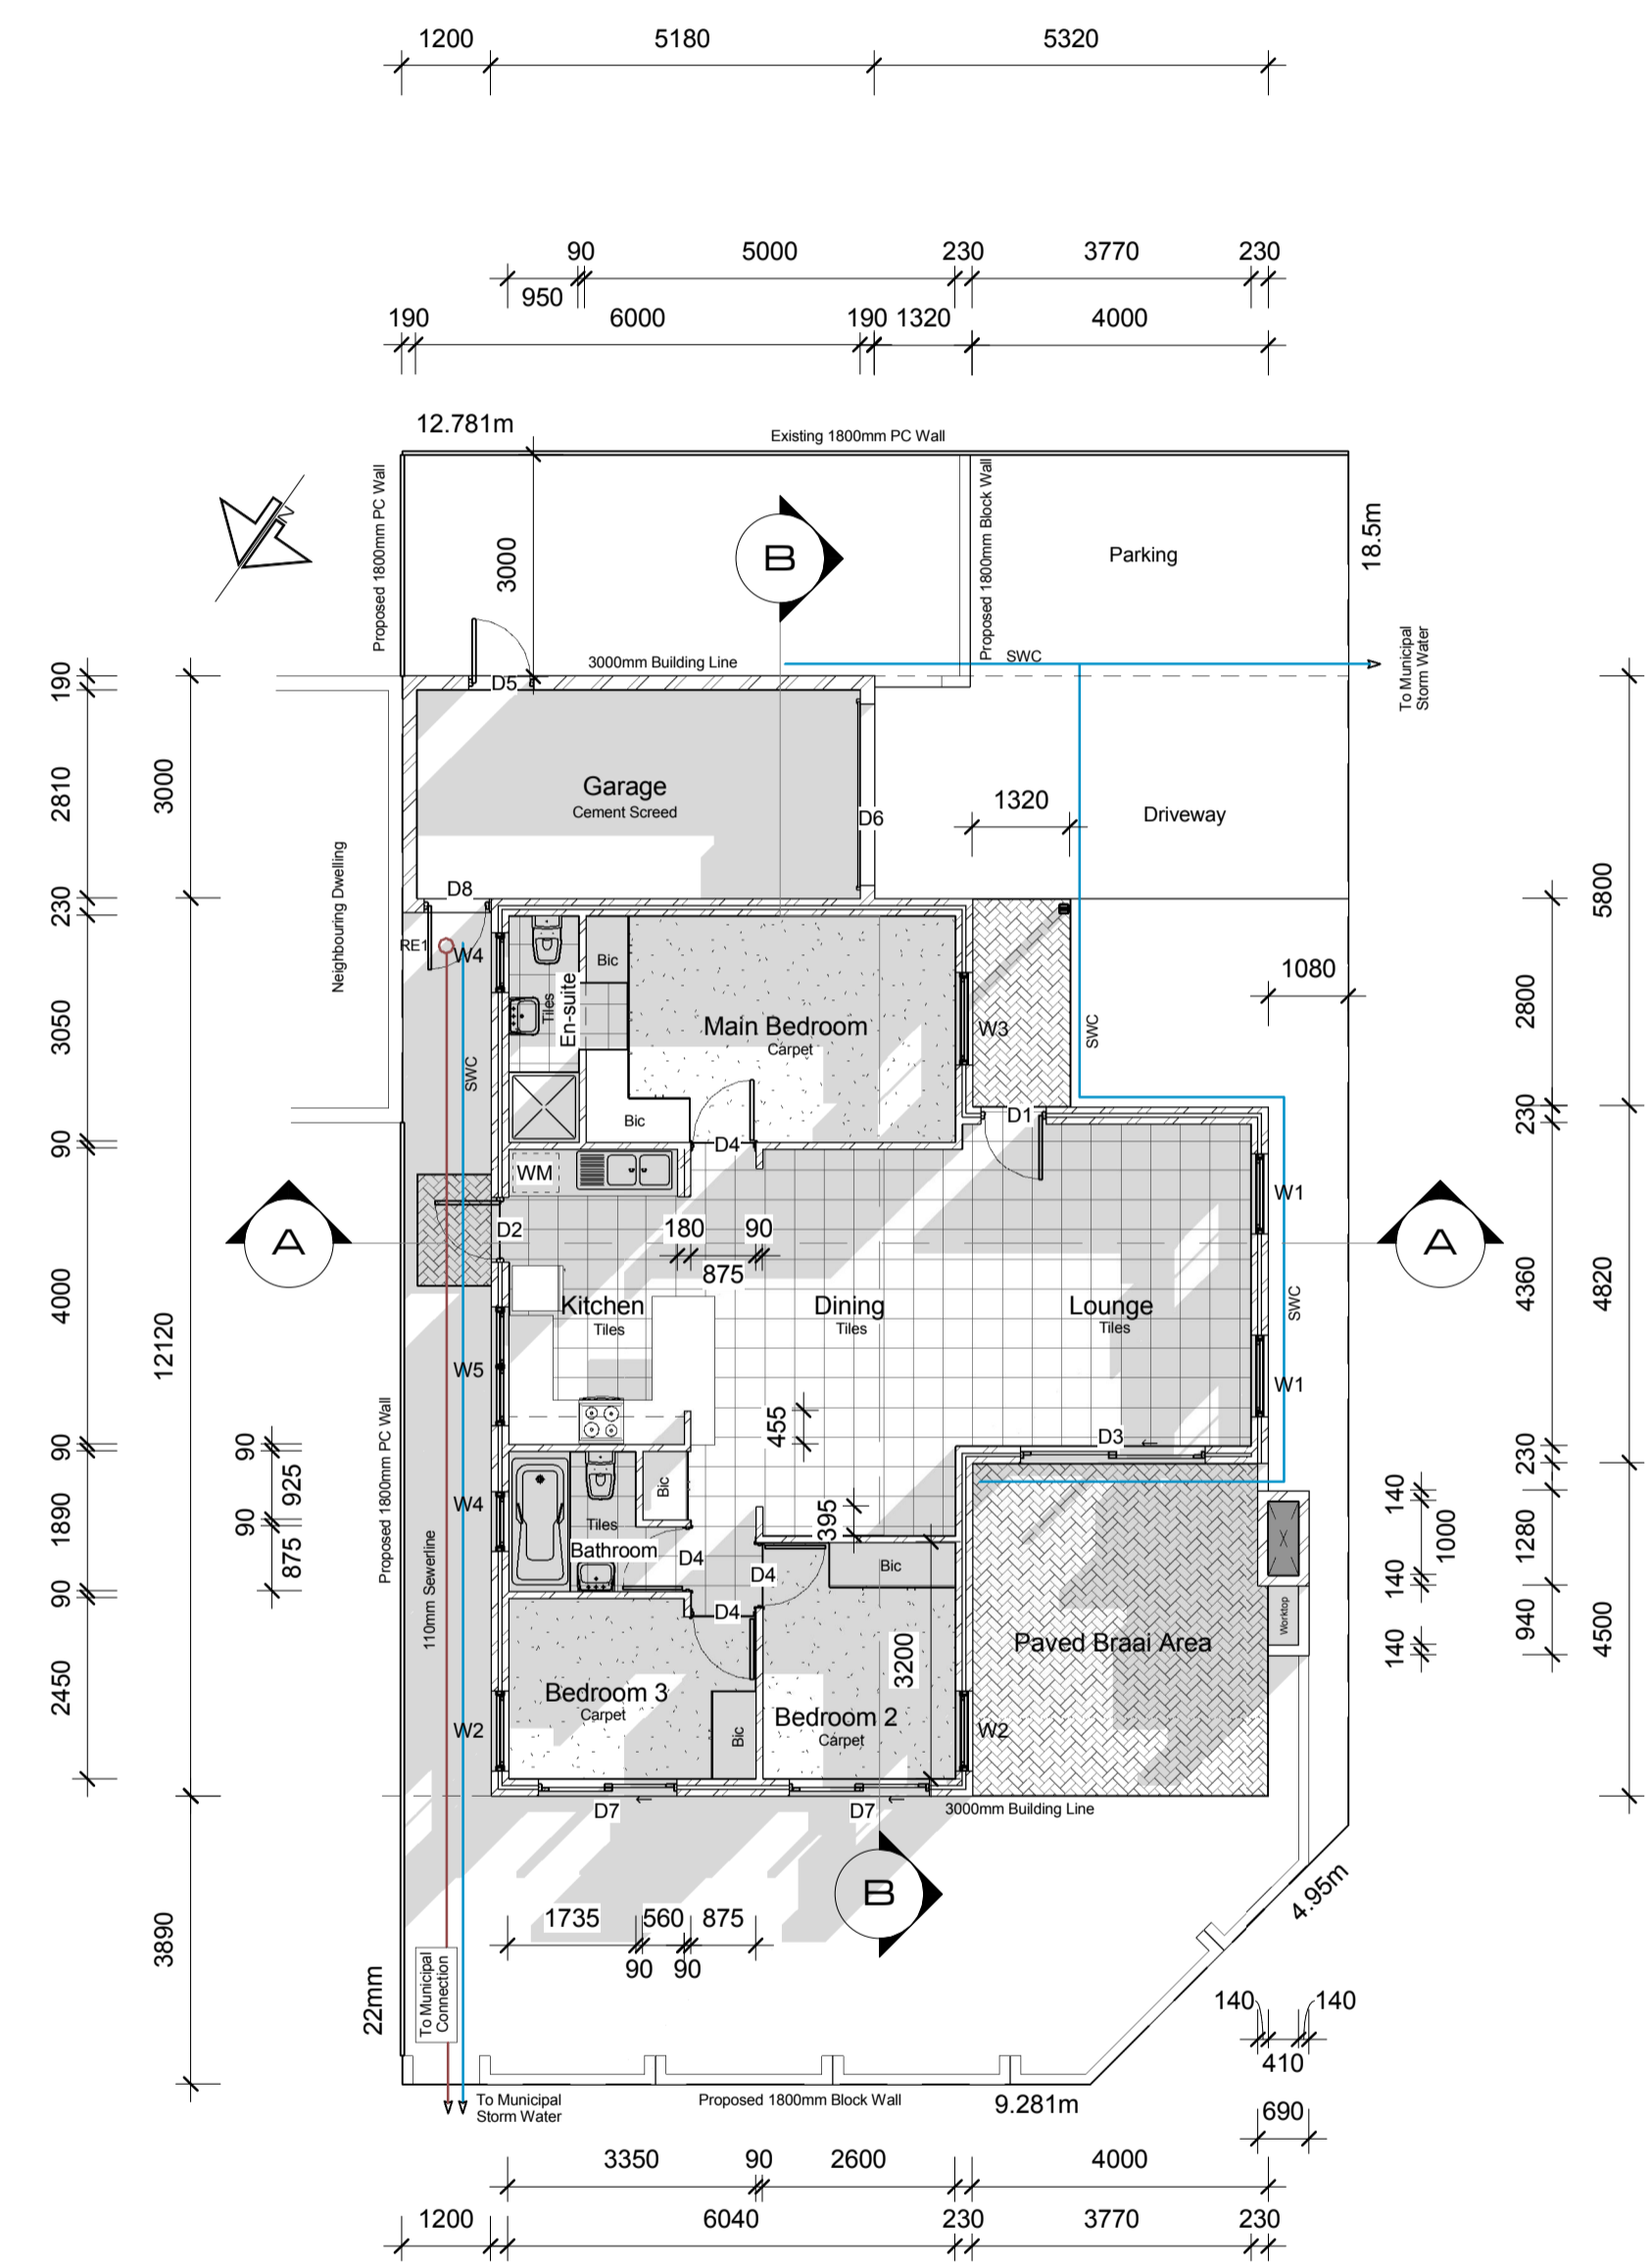 1200 5180 5320
90 5000 230 3770 230
950
190 6000 190 1320 4000
12.781m
Existing 1800mm PC Wall
Proposed 1800mm PC Wall
3000
B
Proposed 1800mm Block Wall
Parking
18.5m
N
3000mm Building Line
SWC
To Municipal
Storm Water
D5
190
2810
3000
230
3050
90
4000
12120
90
1890
90
2450
3890
90
925
90
875
Garage
Cement Screed
D6
1320
Driveway
5800
Neighbouring Dwelling
D8
RE1
W4
Bic
Tiles
En-suite
Main Bedroom
Carpet
W3
SWC
1080
2800
SWC
Bic
D4
D1
230
WM
W1
A
D2
180 90
875
A
Kitchen
Tiles
Dining
Tiles
Lounge
Tiles
SWC
4360
4820
W5
W1
Proposed 1800mm PC Wall
455
D3
230
W4
Bic
140
1000
1280
Tiles
Bathroom
395
D4
D4
Bic
D4
140
940
4500
110mm Sewerline
Worktop
140
3200
Paved Braai Area
Bedroom 3
Carpet
Bic
Bedroom 2
Carpet
W2
W2
D7
D7
3000mm Building Line
B
4.95m
1735 560 875
90 90
22mm
To Municipal
Connection
140 140
410
To Municipal
Storm Water
Proposed 1800mm Block Wall
9.281m
690
3350 90 2600 4000
1200 6040 230 3770 230